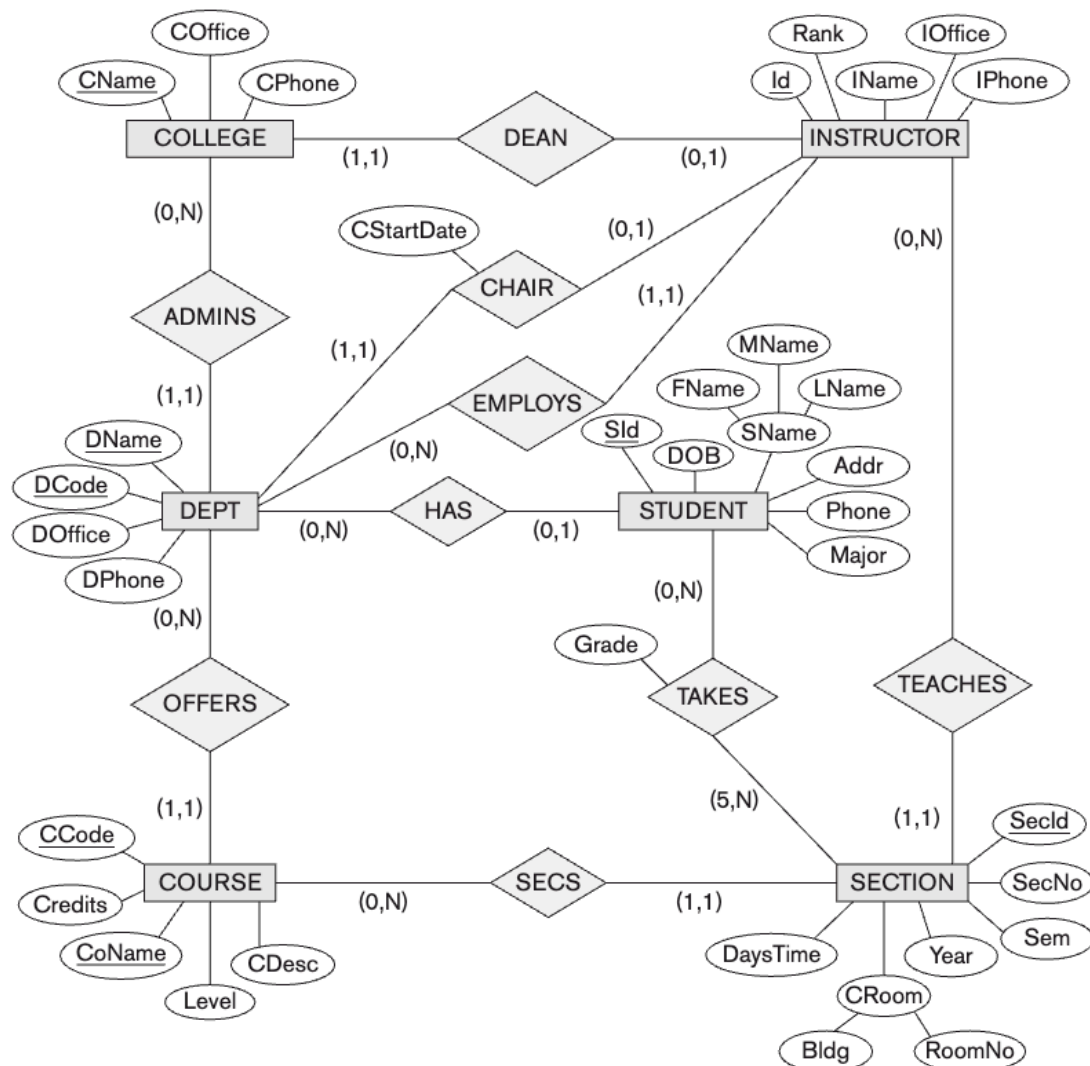 COffice
CName
CPhone
COLLEGE
Rank
IOffice
Id
IName
IPhone
INSTRUCTOR
DEAN
(1,1)
(0,1)
(0,N)
CStartDate
(0,1)
(0,N)
CHAIR
ADMINS
(1,1)
(1,1)
MName
FName
LName
(1,1)
EMPLOYS
DName
(0,N)
SId
DOB
SName
Addr
DCode
DEPT
HAS
STUDENT
Phone
DOffice
(0,N)
(0,1)
Major
DPhone
(0,N)
(0,N)
Grade
OFFERS
TAKES
TEACHES
(1,1)
(5,N)
(1,1)
SecId
CCode
COURSE
SECS
SECTION
SecNo
Credits
(0,N)
(1,1)
CoName
CDesc
DaysTime
Year
Sem
Level
CRoom
Bldg
RoomNo